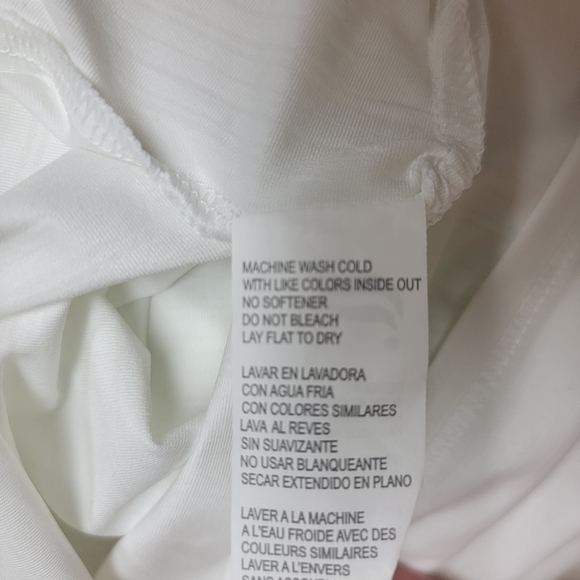 MACHINE WASH COLD
WITH LIKE COLORS INSIDE OUT
NO SOFTENER
DO NOT BLEACH
LAY FLAT TO DRY
LAVAR EN LAVADORA
CON AGUA FRIA
CON COLORES SIMILARES
LAVA AL REVES
SIN SUAVIZANTE
NO USAR BLANQUEANTE
SECAR EXTENDIDO EN PLANO
LAVER A LA MACHINE
A L'EAU FROIDE AVEC DES
COULEURS SIMILAIRES
LAVER A L'ENVERS
SANS